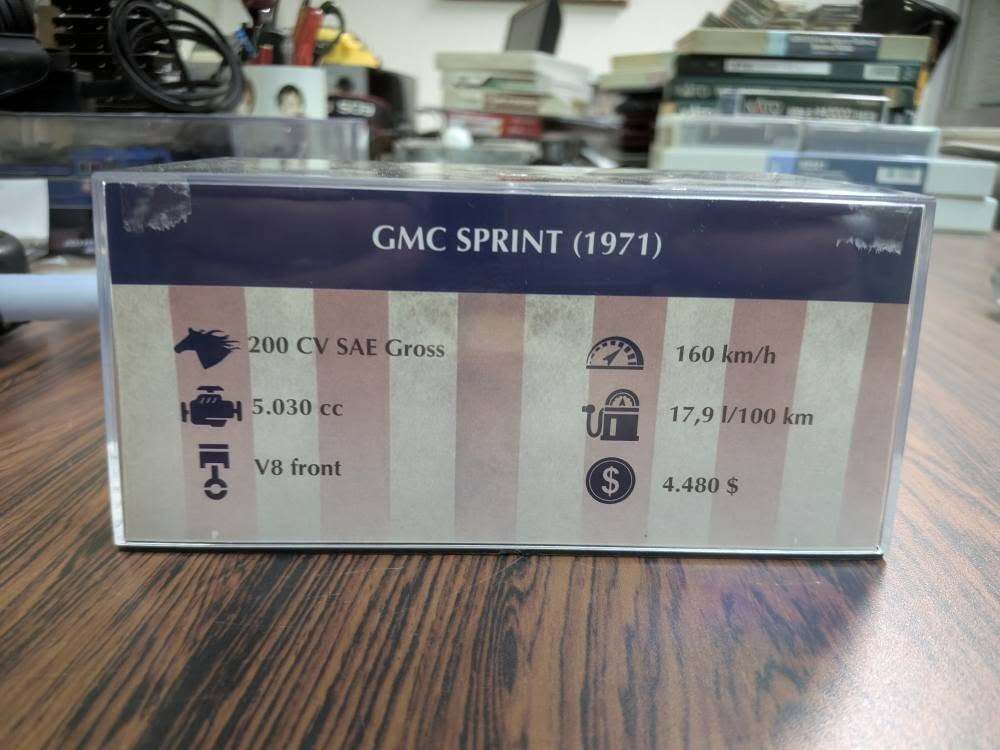 GMC SPRINT (1971)
200 CV SAE Gross
160 km/h
5.030 cc
17,9 l/100 km
V8 front
$
4.480 $